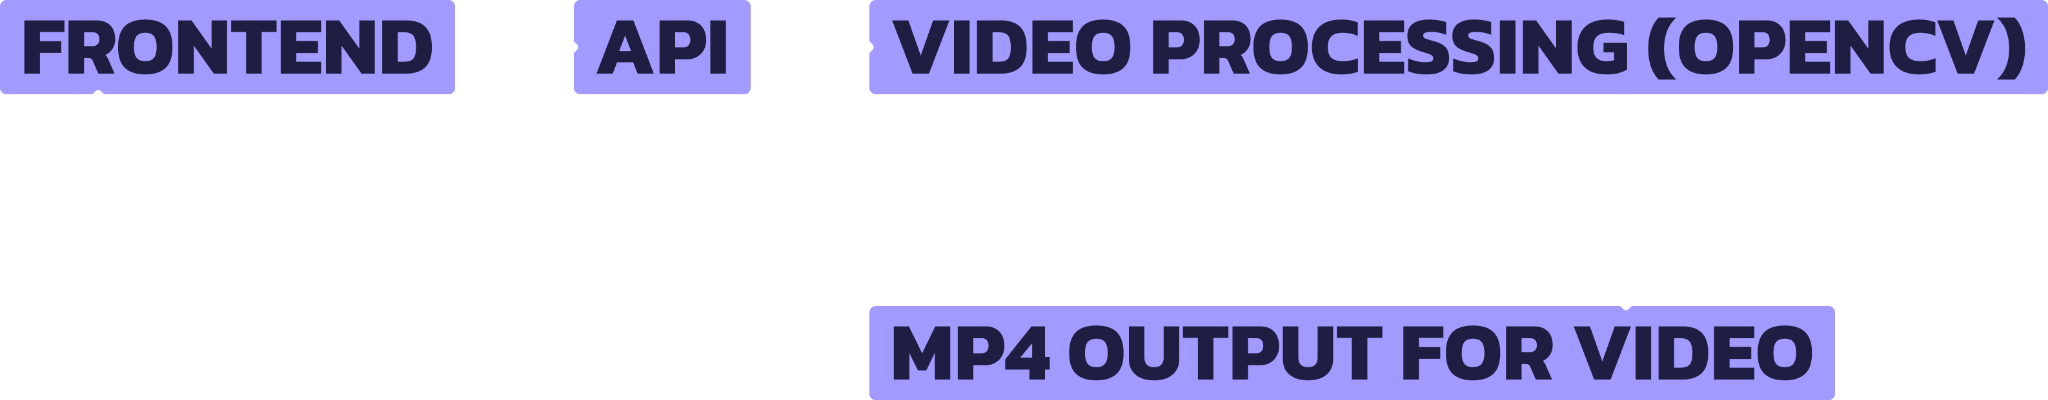 FRONTEND
API
VIDEO PROCESSING (OPENCV)
MP4 OUTPUT FOR VIDEO